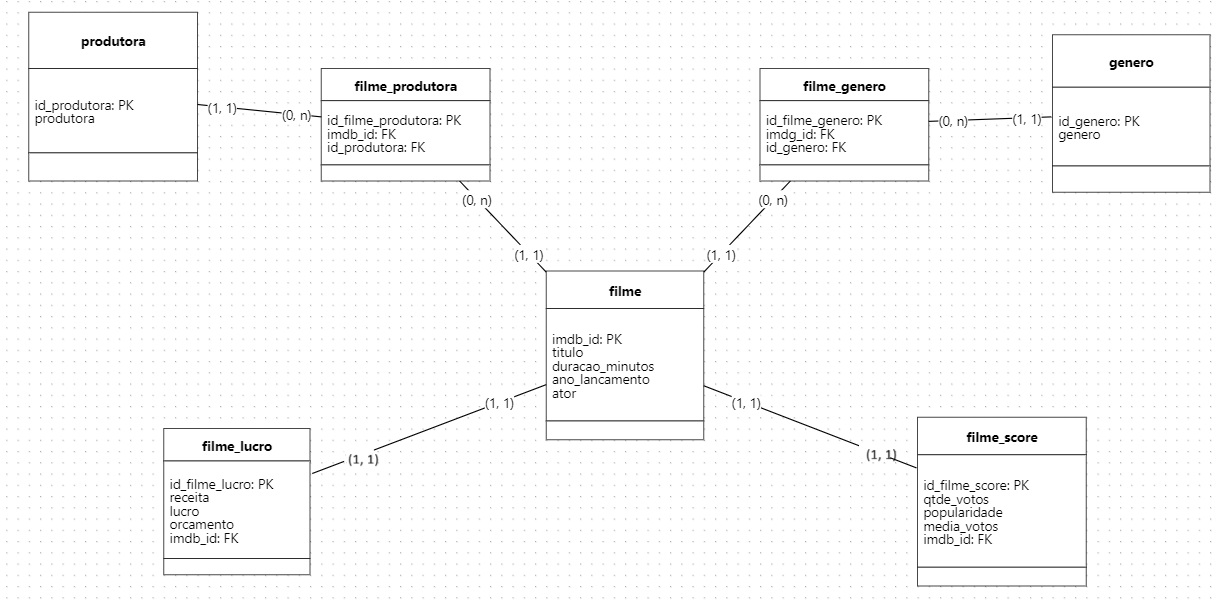 produtora
id_produtora: PK
produtora
(1, 1)
(0, n)
filme_produtora
id_filme_produtora: PK
imdb_id: FK
id_produtora: FK
(0, n)
(1, 1)
filme_genero
id_filme_genero: PK
imdg_id: FK
id_genero: FK
(0, n)
(1, 1)
genero
id_genero: PK
genero
(0, n)
(1, 1)
filme
imdb_id: PK
titulo
duracao_minutos
ano_lancamento
ator
(1, 1)
(1, 1)
filme_lucro
id_filme_lucro: PK
receita
lucro
orcamento
imdb_id: FK
(1, 1)
(1, 1)
filme_score
id_filme_score: PK
qtde_votos
popularidade
media_votos
imdb_id: FK